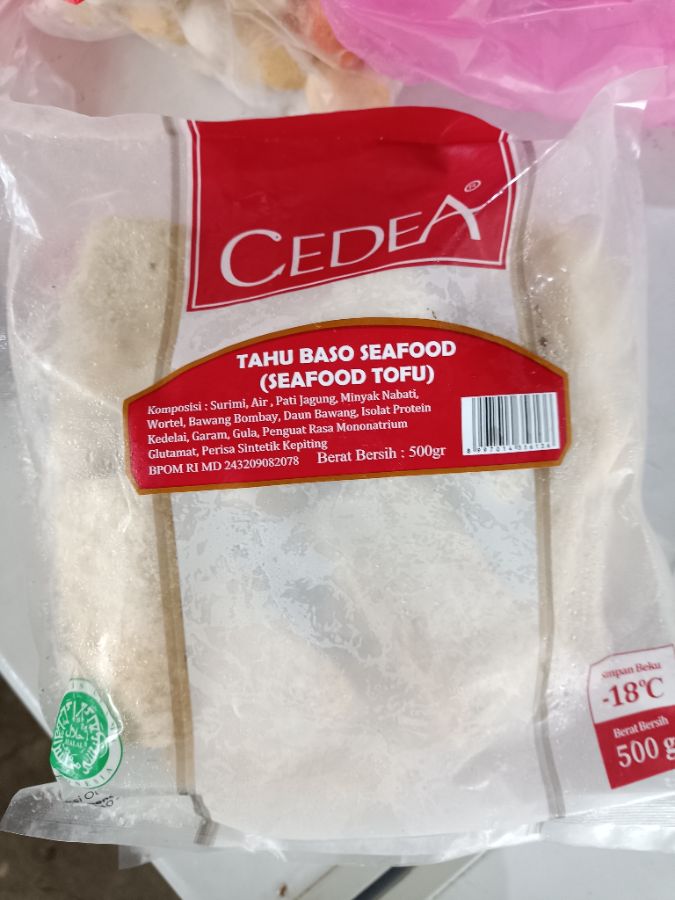 CEDEA®
TAHU BASO SEAFOOD
(SEAFOOD TOFU)
Komposisi : Surimi, Air , Pati Jagung, Minyak Nabati,
Wortel, Bawang Bombay, Daun Bawang, Isolat Protein
Kedelai, Garam, Gula, Penguat Rasa Mononatrium
Glutamat, Perisa Sintetik Kepiting
BPOM RI MD 243209082078 Berat Bersih : 500gr
-18°C
Berat Bersih
500 g
HALAL